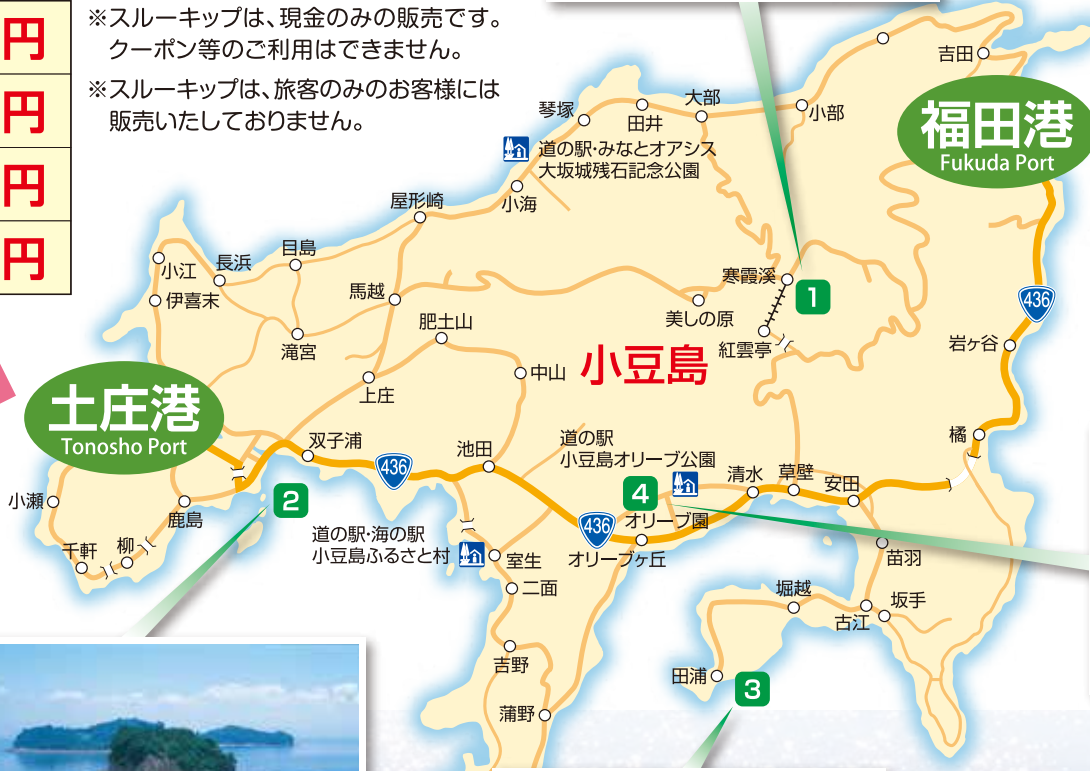 円
円
円
円
※スルーキップは、現金のみの販売です。
クーポン等のご利用はできません。
※スルーキップは、旅客のみのお客様には
販売いたしておりません。
吉田
福田港
Fukuda Port
小部
大部
田井
琴塚
道の駅・みなとオアシス
大坂城残石記念公園
小海
屋形崎
目島
長浜
小江
伊喜末
馬越
滝宮
肥土山
上庄
中山
小豆島
美しの原
寒霞溪
1
紅雲亭
436
岩ヶ谷
橘
土庄港
Tonosho Port
双子浦
436
池田
道の駅
小豆島オリーブ公園
4
清水
草壁
安田
436
オリーブ園
オリーブヶ丘
小瀬
鹿島
2
千軒
柳
道の駅・海の駅
小豆島ふるさと村
室生
二面
吉野
蒲野
苗羽
堀越
古江
坂手
田浦
3